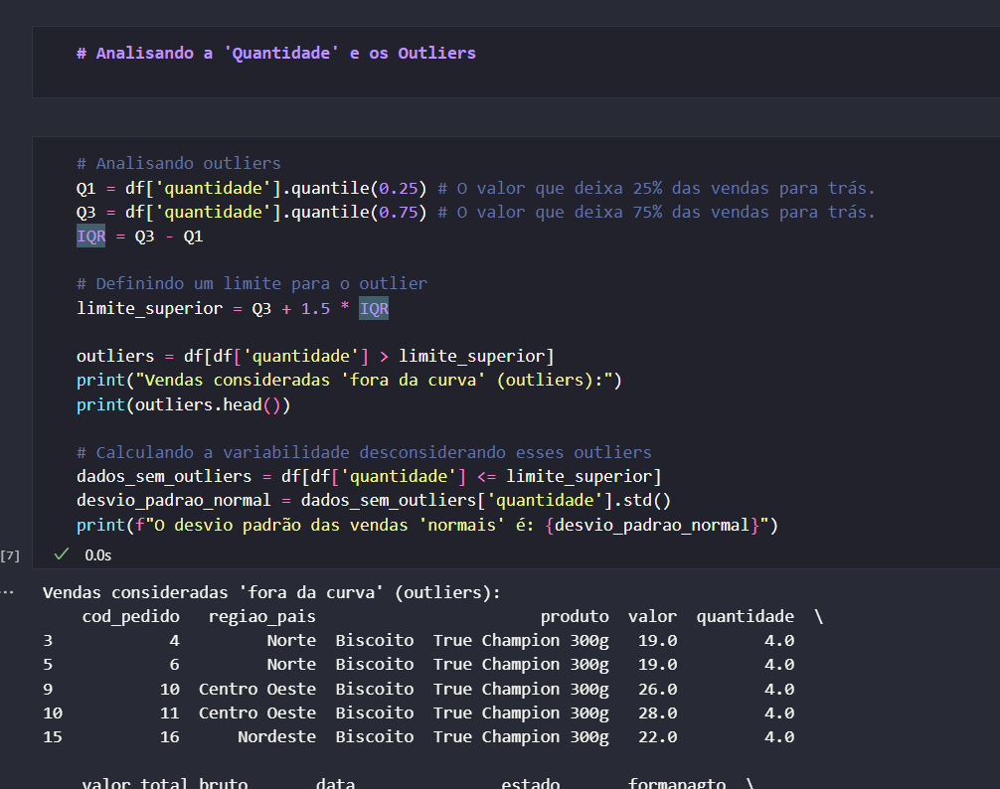 # Analisando a 'Quantidade' e os Outliers
# Analisando outliers
Q1 = df['quantidade'].quantile(0.25) # O valor que deixa 25% das vendas para trás.
Q3 = df['quantidade'].quantile(0.75) # O valor que deixa 75% das vendas para trás.
IQR = Q3 - Q1
# Definindo um limite para o outlier
limite_superior = Q3 + 1.5 * IQR
outliers = df[df['quantidade'] > limite_superior]
print("Vendas consideradas 'fora da curva' (outliers):")
print(outliers.head())
# Calculando a variabilidade desconsiderando esses outliers
dados_sem_outliers = df[df['quantidade'] <= limite_superior]
desvio_padrao_normal = dados_sem_outliers['quantidade'].std()
print(f"O desvio padrão das vendas 'normais' é: {desvio_padrao_normal}")
[7] ✓ 0.0s
... Vendas consideradas 'fora da curva' (outliers):
cod_pedido regiao_pais produto valor quantidade \
3 4 Norte Biscoito True Champion 300g 19.0 4.0
5 6 Norte Biscoito True Champion 300g 19.0 4.0
9 10 Centro Oeste Biscoito True Champion 300g 26.0 4.0
10 11 Centro Oeste Biscoito True Champion 300g 28.0 4.0
15 16 Nordeste Biscoito True Champion 300g 22.0 4.0
valor_total_bruto data estado formapagto \